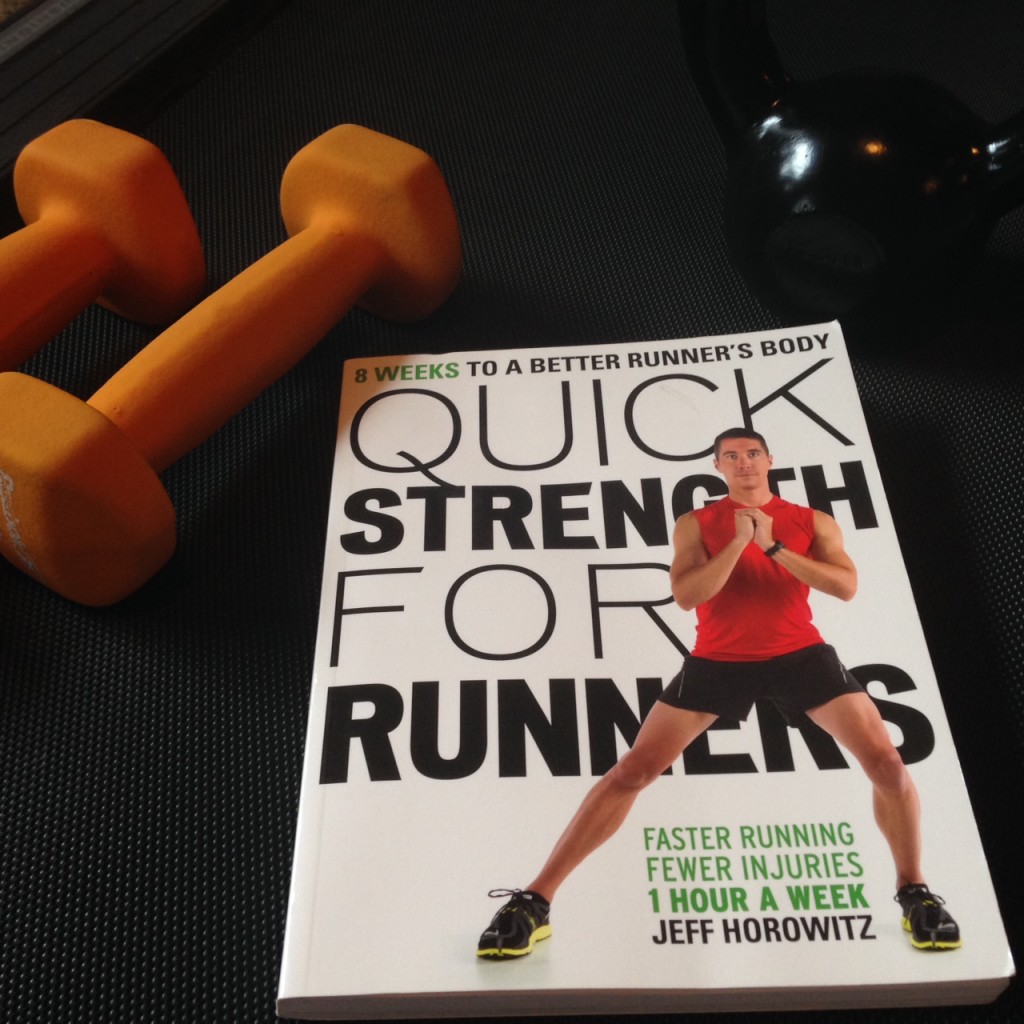 8 WEEKS TO A BETTER RUNNER'S BODY
QUICK
STRENGTH
FOR
RUNNERS
FASTER RUNNING
FEWER INJURIES
1 HOUR A WEEK
JEFF HOROWITZ